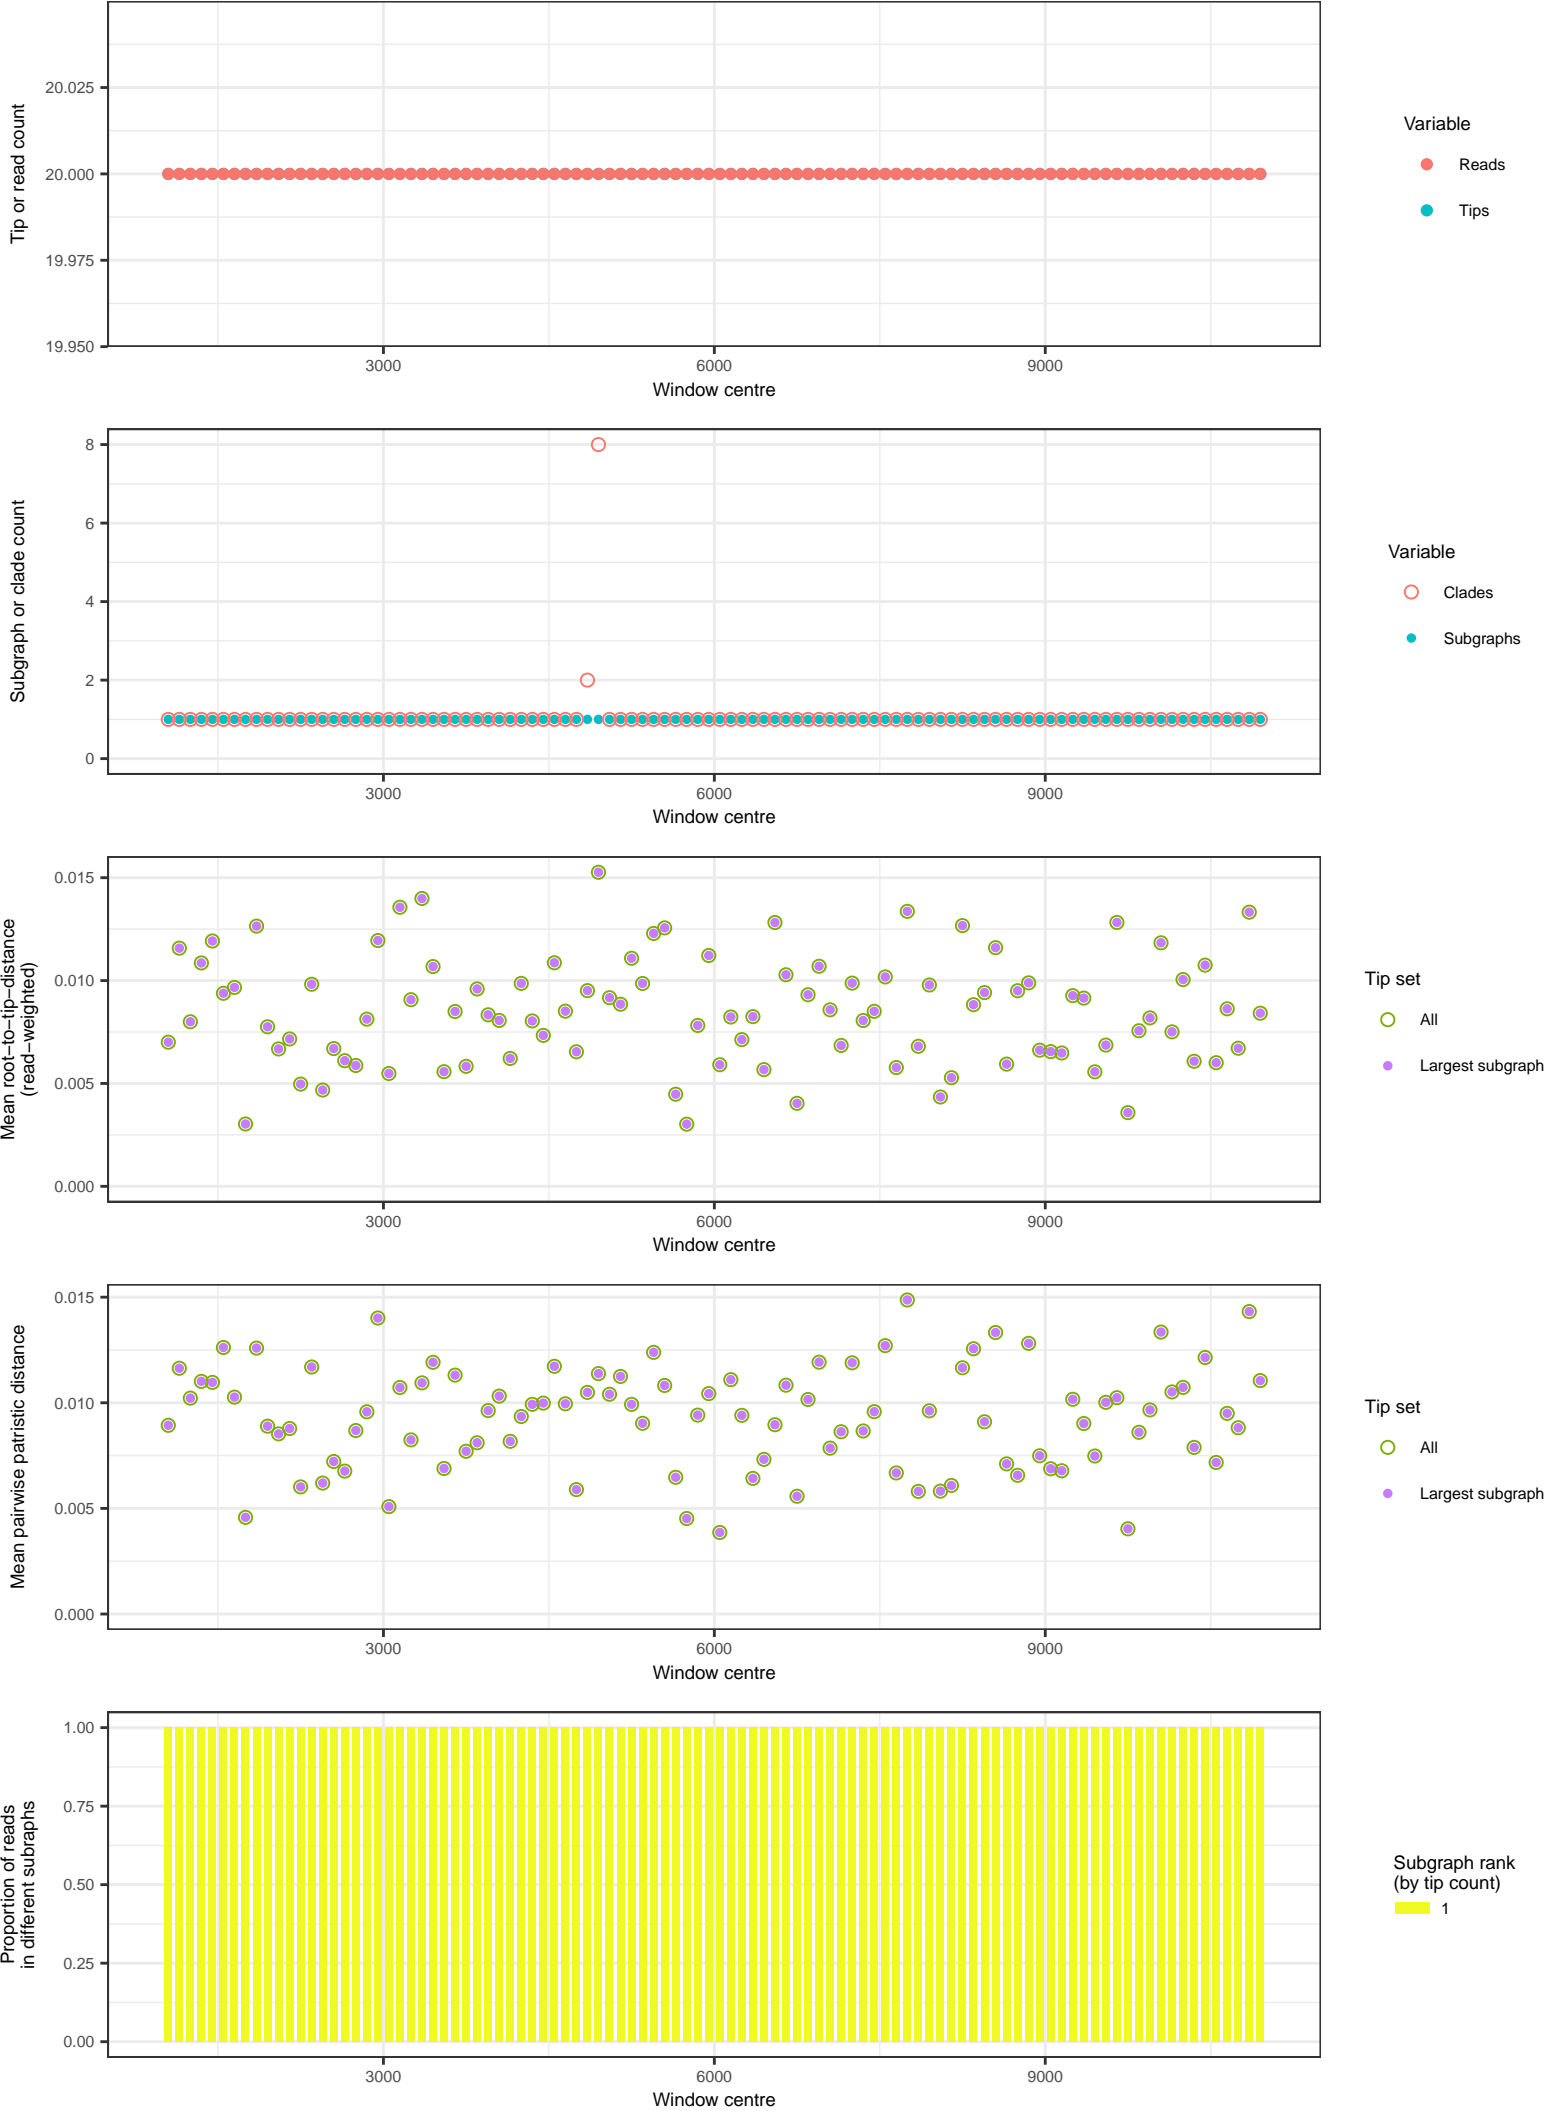 20.025
20.000
19.975
19.950
Tip or read count
3000 6000 9000
Window centre
Variable
Reads
Tips
8
6
4
2
0
Subgraph or clade count
3000 6000 9000
Window centre
Variable
Clades
Subgraphs
0.015
0.010
0.005
0.000
Mean root−to−tip−distance
(read−weighted)
3000 6000 9000
Window centre
Tip set
All
Largest subgraph
0.015
0.010
0.005
0.000
Mean pairwise patristic distance
3000 6000 9000
Window centre
Tip set
All
Largest subgraph
1.00
0.75
0.50
0.25
0.00
Proportion of reads
in different subraphs
3000 6000 9000
Window centre
Subgraph rank
(by tip count)
1